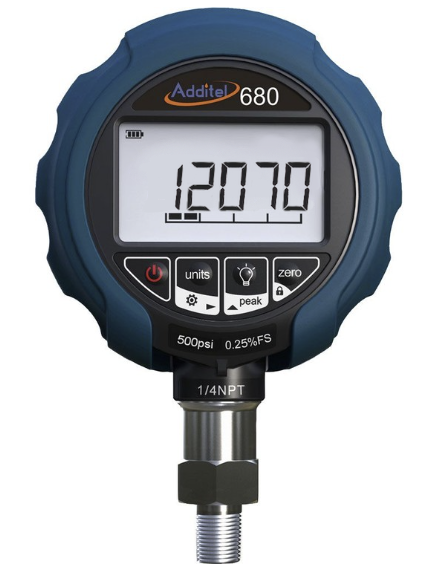 Additel 680
12070
units
zero
peak
500psi 0.25%FS
1/4NPT